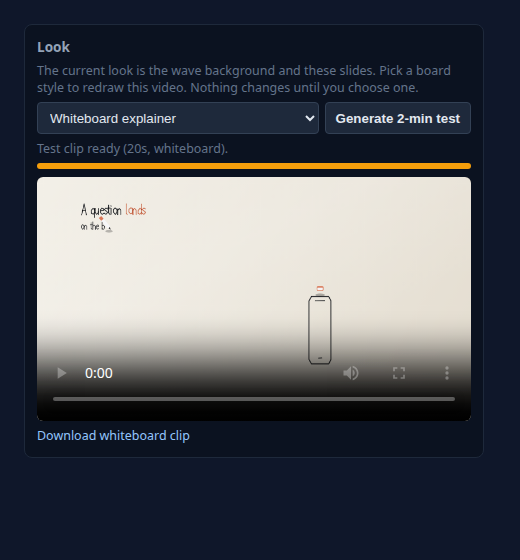 Look
The current look is the wave background and these slides. Pick a board
style to redraw this video. Nothing changes until you choose one.
Whiteboard explainer
Generate 2-min test
Test clip ready (20s, whiteboard).
A question lands
on the b
0:00
Download whiteboard clip